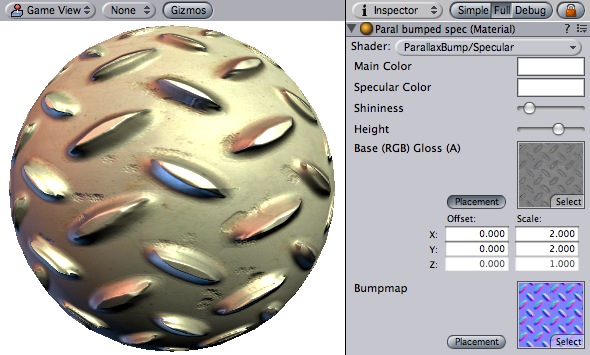 Game View None Gizmos
Inspector Simple Full Debug
Paral bumped spec (Material) ?
Shader: ParallaxBump/Specular
Main Color
Specular Color
Shininess
Height
Base (RGB) Gloss (A)
Placement Select
Offset: Scale:
X: 0.000 2.000
Y: 0.000 2.000
Z: 0.000 1.000
Bumpmap
Placement Select